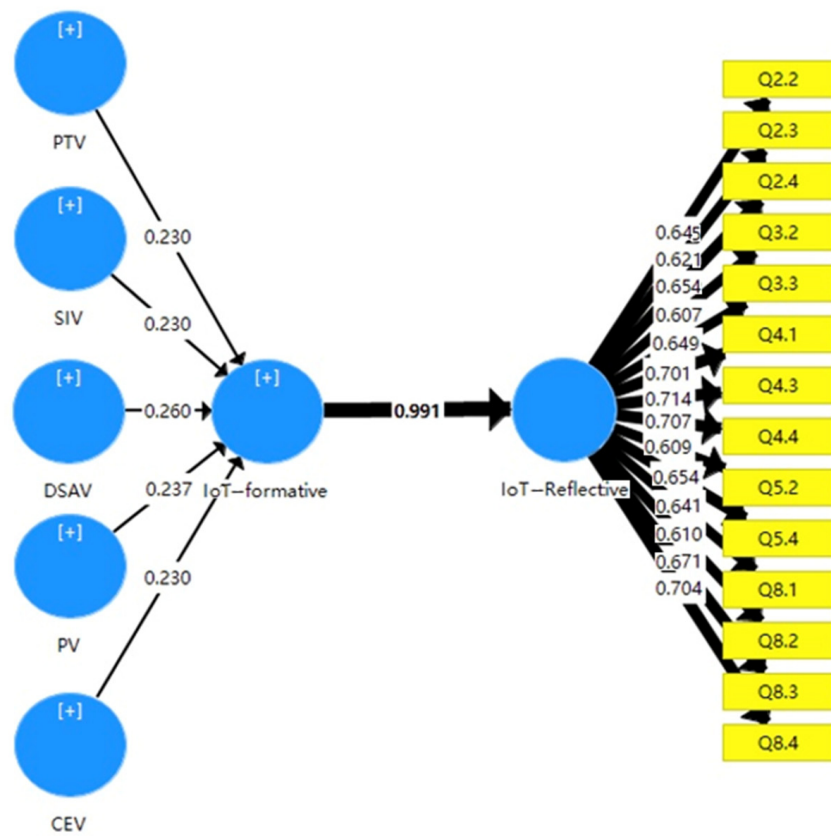 [+]
PTV
[+]
SIV
[+]
DSAV
[+]
PV
[+]
CEV
0.230
0.230
0.260
0.237
0.230
[+]
IoT-formative
0.991
IoT-Reflective
0.645
0.621
0.654
0.607
0.649
0.701
0.714
0.707
0.609
0.654
0.641
0.610
0.671
0.704
Q2.2
Q2.3
Q2.4
Q3.2
Q3.3
Q4.1
Q4.3
Q4.4
Q5.2
Q5.4
Q8.1
Q8.2
Q8.3
Q8.4